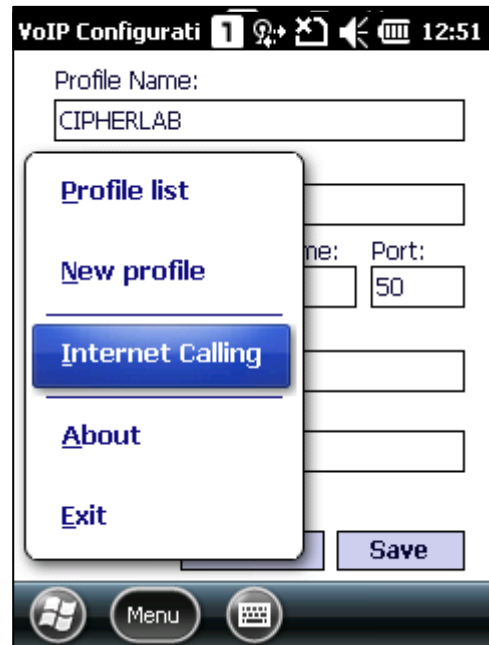 VoIP Configurati 1 12:51
Profile Name:
CIPHERLAB
Profile list
Port:
New profile
50
Internet Calling
About
Exit
Save
Menu